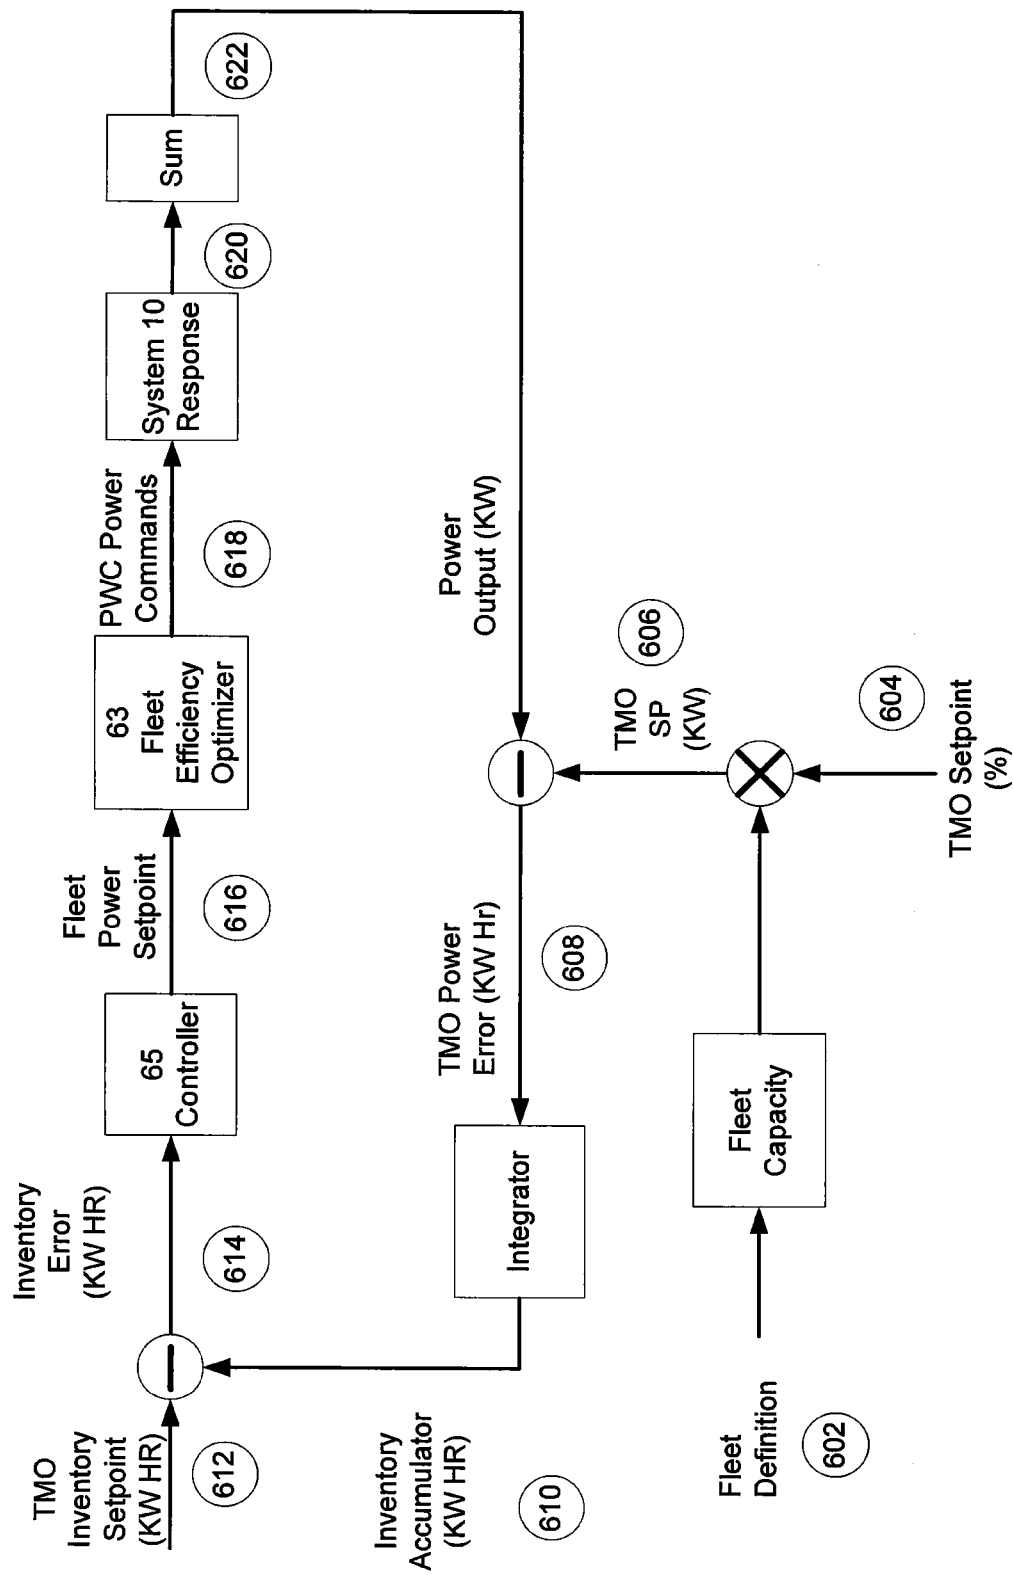 TMO
Inventory
Setpoint
(KW HR)
612
Inventory
Error
(KW HR)
614
65
Controller
Fleet
Power
Setpoint
616
63
Fleet
Efficiency
Optimizer
PWC Power
Commands
618
System 10
Response
620
Sum
622
Inventory
Accumulator
(KW HR)
610
Integrator
TMO Power
Error (KW Hr)
608
Power
Output (KW)
TMO
SP
(KW)
606
Fleet
Definition
602
Fleet
Capacity
604
TMO Setpoint
(%)